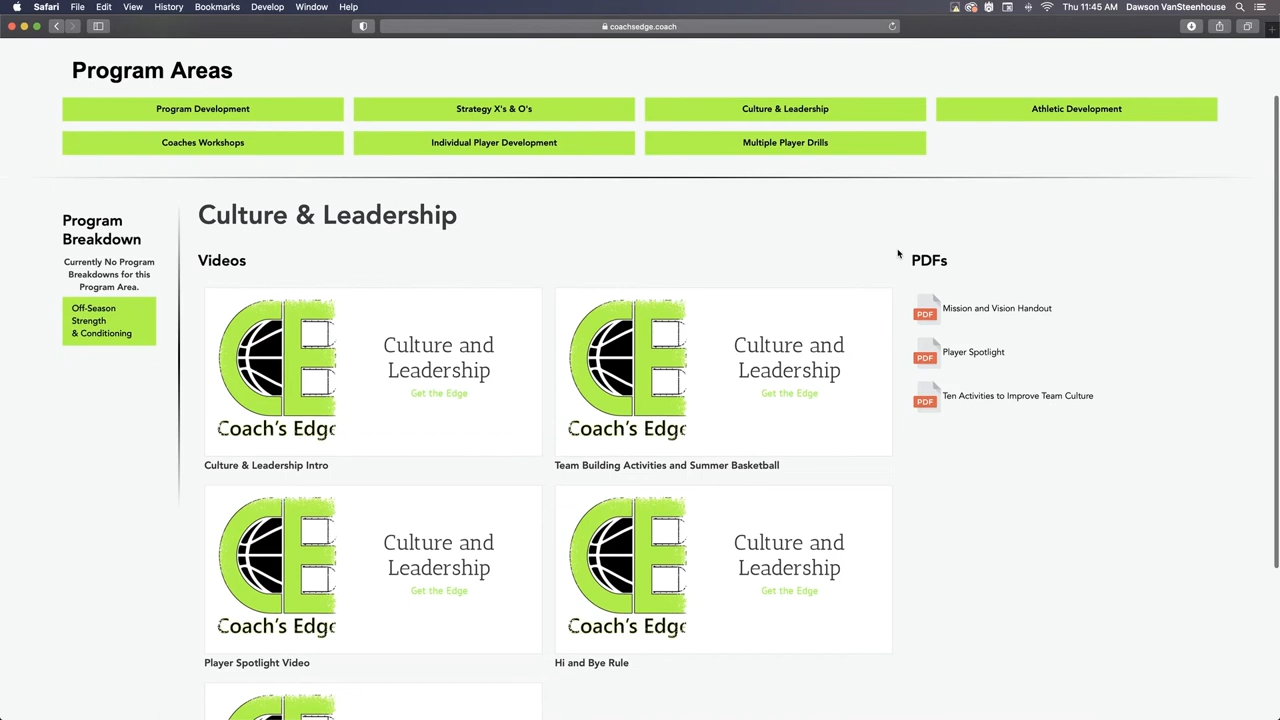 Safari File Edit View History Bookmarks Develop Window Help
Thu 11:45 AM Dawson VanSteenhouse
coachsedge.coach
Program Areas
Program Development
Strategy X's & O's
Culture & Leadership
Athletic Development
Coaches Workshops
Individual Player Development
Multiple Player Drills
Program
Breakdown
Currently No Program
Breakdowns for this
Program Area.
Off-Season
Strength
& Conditioning
Culture & Leadership
Videos
CE
Coach's Edge
Culture and
Leadership
Get the Edge
Culture & Leadership Intro
CE
Coach's Edge
Culture and
Leadership
Get the Edge
Team Building Activities and Summer Basketball
CE
Coach's Edge
Culture and
Leadership
Get the Edge
Player Spotlight Video
CE
Coach's Edge
Culture and
Leadership
Get the Edge
Hi and Bye Rule
PDFs
PDF Mission and Vision Handout
PDF Player Spotlight
PDF Ten Activities to Improve Team Culture